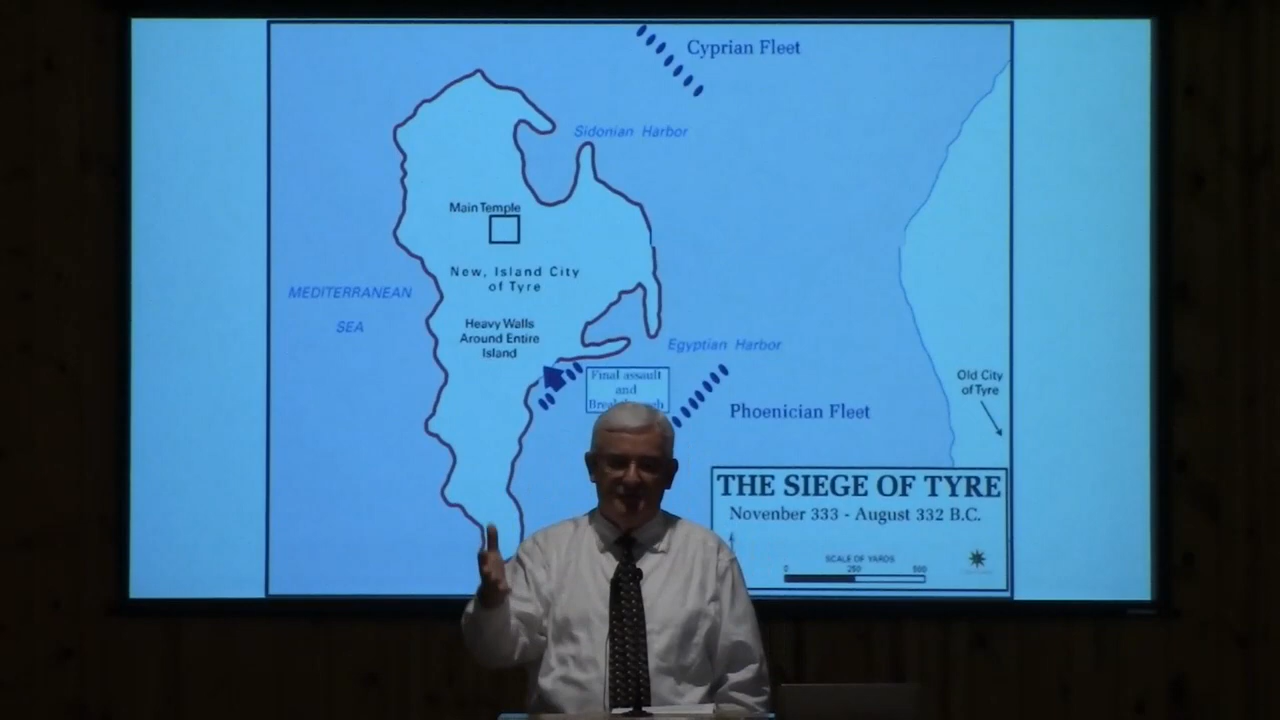 Cyprian Fleet
Sidonian Harbor
Main Temple
New, Island City
of Tyre
MEDITERRANEAN
SEA
Heavy Walls
Around Entire
Island
Egyptian Harbor
Final assault
and
Old City
of Tyre
Phoenician Fleet
THE SIEGE OF TYRE
Novenber 333 - August 332 B.C.
SCALE OF YARDS
0 250 500